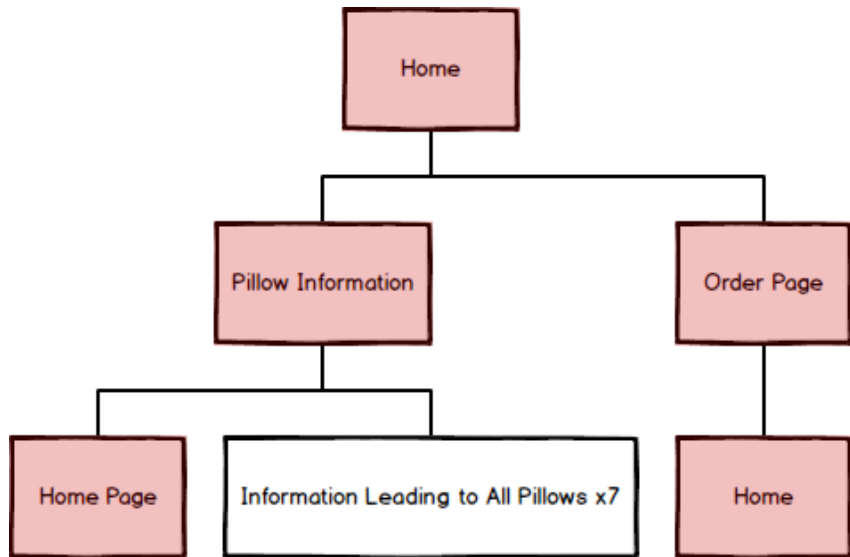 Home
Pillow Information
Order Page
Home Page
Information Leading to All Pillows x7
Home